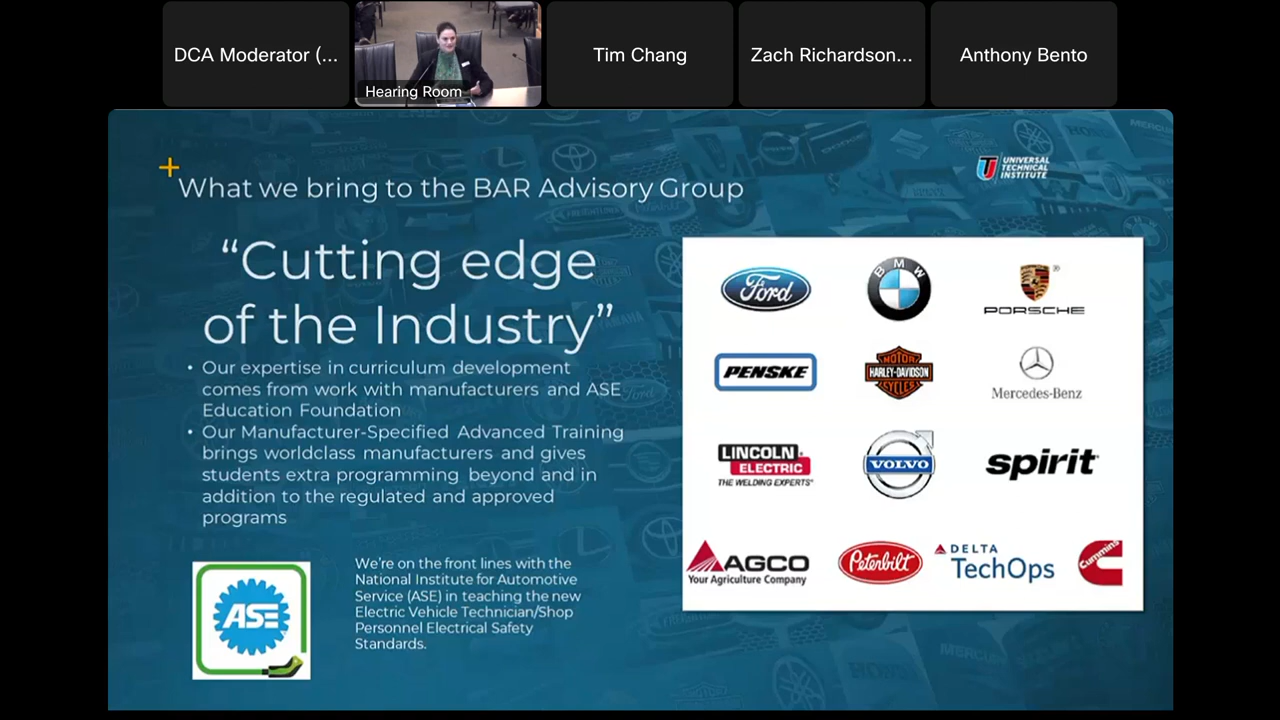 DCA Moderator (...
Hearing Room
Tim Chang
Zach Richardson...
Anthony Bento
What we bring to the BAR Advisory Group
UNIVERSAL
TECHNICAL
INSTITUTE
“Cutting edge
of the Industry”
• Our expertise in curriculum development
comes from work with manufacturers and ASE
Education Foundation
• Our Manufacturer-Specified Advanced Training
brings worldclass manufacturers and gives
students extra programming beyond and in
addition to the regulated and approved
programs
ASE
We're on the front lines with the
National Institute for Automotive
Service (ASE) in teaching the new
Electric Vehicle Technician/Shop
Personnel Electrical Safety
Standards.
Ford
BMW
PORSCHE
PENSKE
MOTOR
HARLEY-DAVIDSON
CYCLES
Mercedes-Benz
LINCOLN
ELECTRIC
THE WELDING EXPERTS®
VOLVO
spirit
AGCO
Your Agriculture Company
Peterbilt
DELTA
TechOps
Cummins